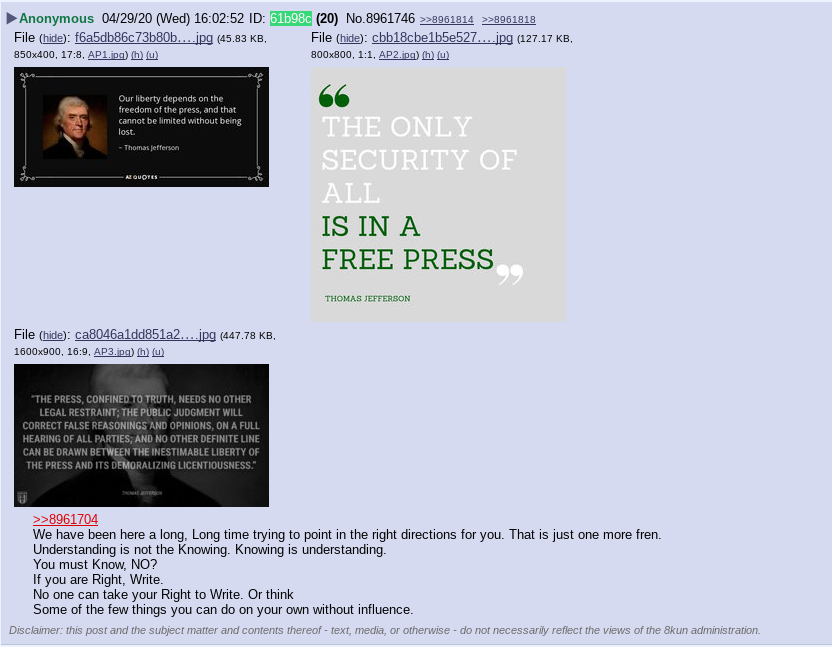 Anonymous 04/29/20 (Wed) 16:02:52 ID: 61b98c (20) No.8961746 >>8961814 >>8961818
File (hide): f6a5db86c73b80b….jpg (45.83 KB, 850x400, 17:8, AP1.jpg) (h) (u)
Our liberty depends on the
freedom of the press, and that
cannot be limited without being
lost.
~ Thomas Jefferson
AZ QUOTES
File (hide): cbb18cbe1b5e527….jpg (127.17 KB, 800x800, 1:1, AP2.jpg) (h) (u)
“
THE ONLY
SECURITY OF
ALL
IS IN A
FREE PRESS
”
THOMAS JEFFERSON
File (hide): ca8046a1dd851a2….jpg (447.78 KB, 1600x900, 16:9, AP3.jpg) (h) (u)
"THE PRESS, CONFINED TO TRUTH, NEEDS NO OTHER
LEGAL RESTRAINT; THE PUBLIC JUDGMENT WILL
CORRECT FALSE REASONINGS AND OPINIONS, ON A FULL
HEARING OF ALL PARTIES; AND NO OTHER DEFINITE LINE
CAN BE DRAWN BETWEEN THE INESTIMABLE LIBERTY OF
THE PRESS AND ITS DEMORALIZING LICENTIOUSNESS."
THOMAS JEFFERSON
>>8961704
We have been here a long, Long time trying to point in the right directions for you. That is just one more fren.
Understanding is not the Knowing. Knowing is understanding.
You must Know, NO?
If you are Right, Write.
No one can take your Right to Write. Or think
Some of the few things you can do on your own without influence.
Disclaimer: this post and the subject matter and contents thereof - text, media, or otherwise - do not necessarily reflect the views of the 8kun administration.